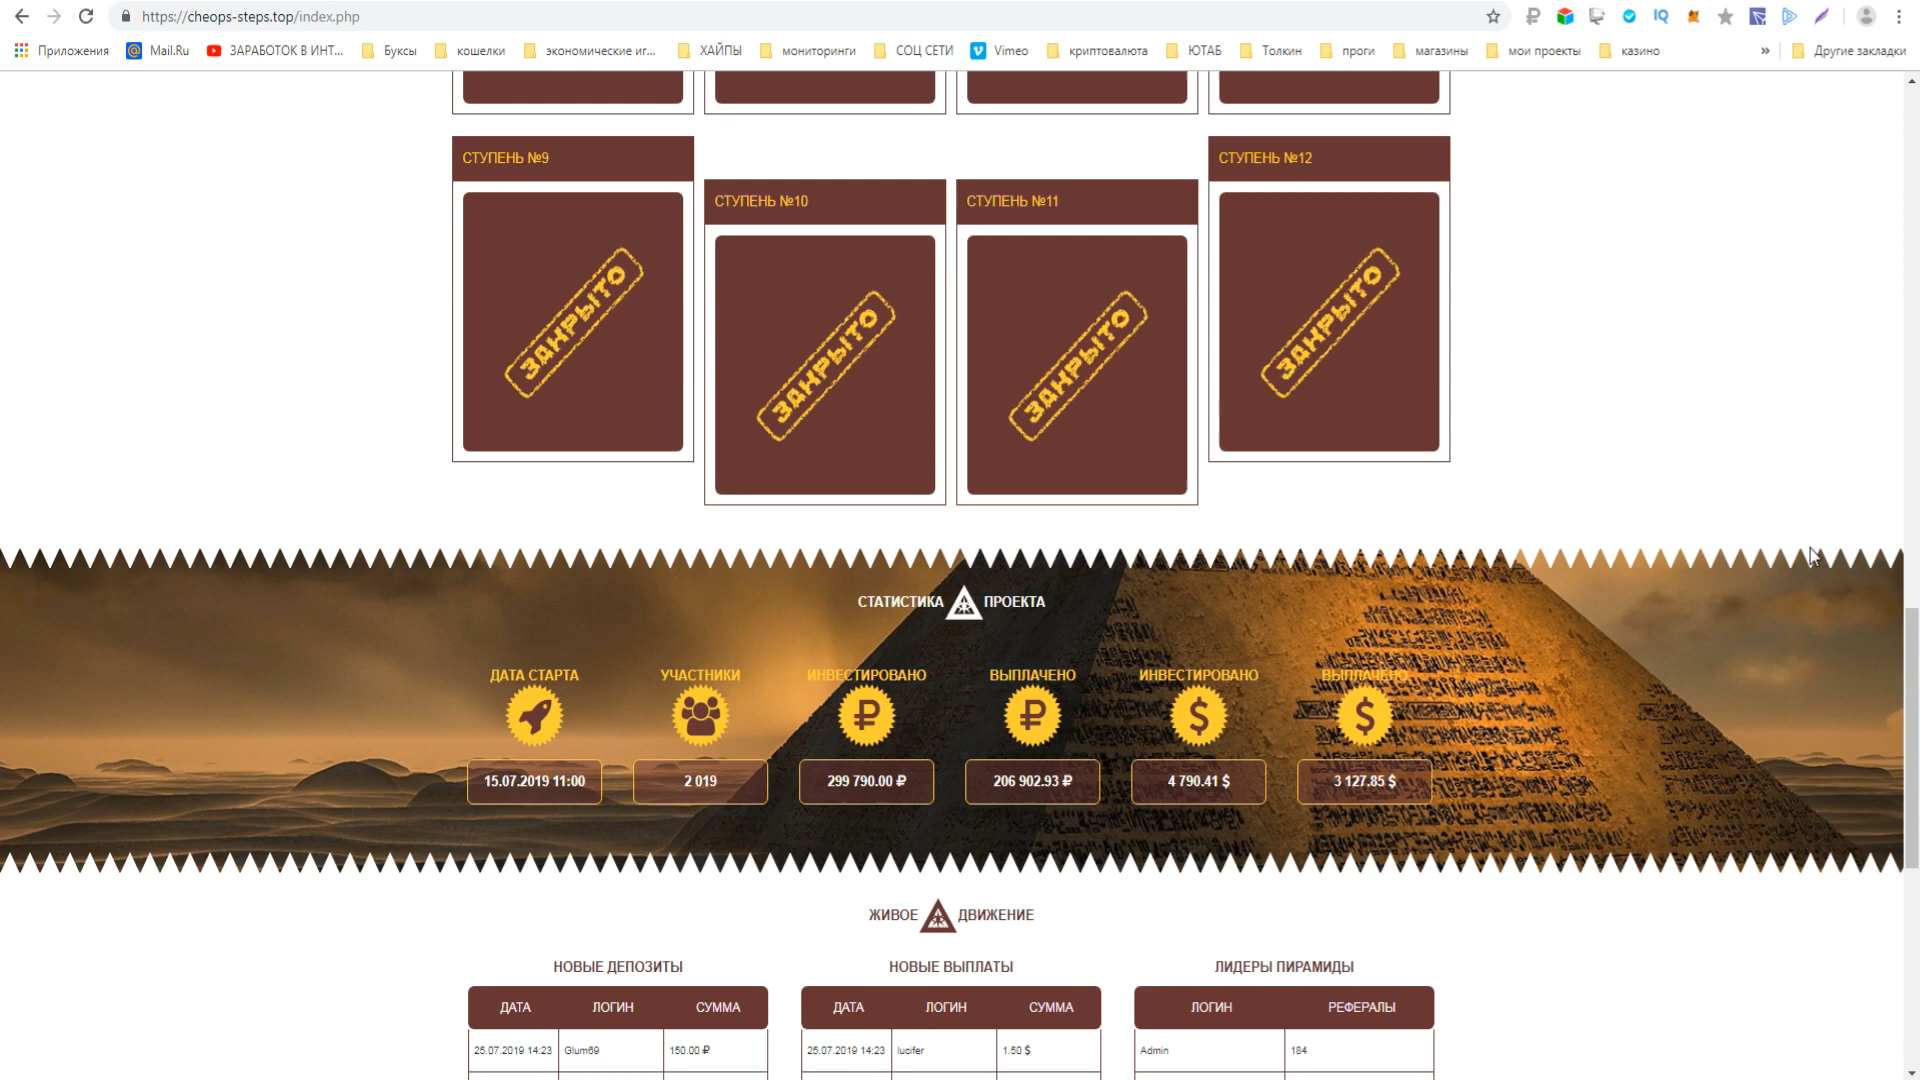 https://cheops-steps.top/index.php
Приложения
Mail.Ru
ЗАРАБОТОК В ИНТ...
Буксы
кошелки
экономические иг...
ХАЙПЫ
мониторинги
СОЦ СЕТИ
Vimeo
криптовалюта
ЮТАБ
Толкин
проги
магазины
мои проекты
казино
»
Другие закладки
СТУПЕНЬ №9
СТУПЕНЬ №10
СТУПЕНЬ №11
СТУПЕНЬ №12
ЗАКРЫТО
ЗАКРЫТО
ЗАКРЫТО
ЗАКРЫТО
СТАТИСТИКА ПРОЕКТА
ДАТА СТАРТА
УЧАСТНИКИ
ИНВЕСТИРОВАНО
ВЫПЛАЧЕНО
ИНВЕСТИРОВАНО
ВЫПЛАЧЕНО
15.07.2019 11:00
2 019
299 790.00 ₽
206 902.93 ₽
4 790.41 $
3 127.85 $
ЖИВОЕ ДВИЖЕНИЕ
НОВЫЕ ДЕПОЗИТЫ
ДАТА ЛОГИН СУММА
25.07.2019 14:23 Glum69 150.00 ₽
НОВЫЕ ВЫПЛАТЫ
ДАТА ЛОГИН СУММА
25.07.2019 14:23 lucifer 1.50 $
ЛИДЕРЫ ПИРАМИДЫ
ЛОГИН РЕФЕРАЛЫ
Admin 184